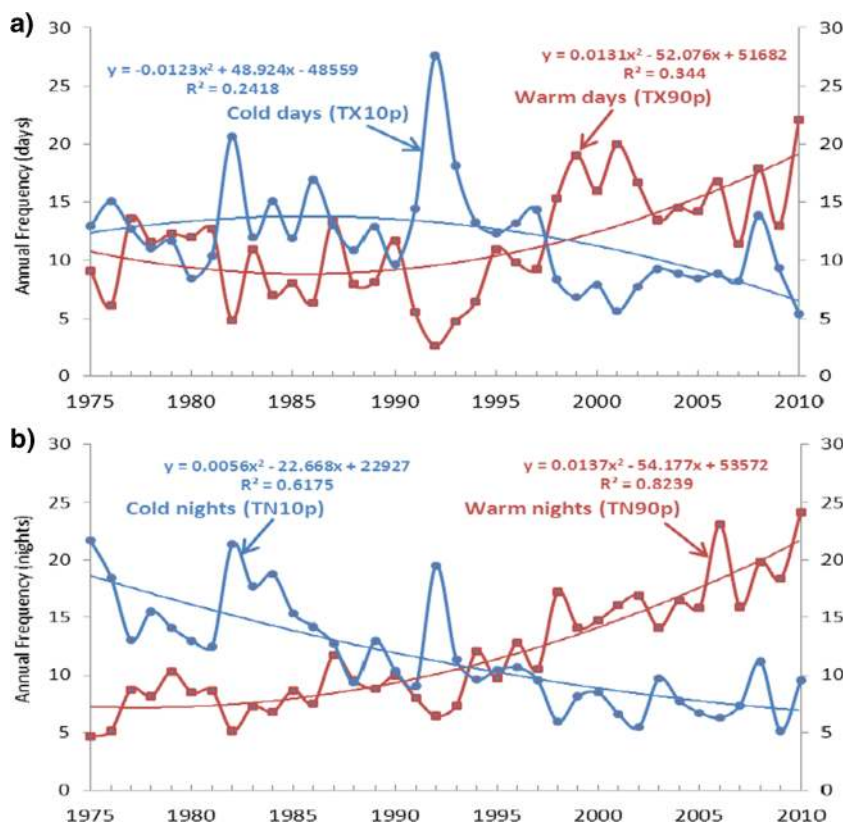 a)
30
25
20
15
10
5
0
Annual Frequency (days)
y = -0.0123x² + 48.924x - 48559
R² = 0.2418
Cold days (TX10p)
y = 0.0131x² - 52.076x + 51682
R² = 0.344
Warm days (TX90p)
30
25
20
15
10
5
0
1975 1980 1985 1990 1995 2000 2005 2010
b)
30
25
20
15
10
5
0
Annual Frequency (nights)
y = 0.0056x² - 22.668x + 22927
R² = 0.6175
Cold nights (TN10p)
y = 0.0137x² - 54.177x + 53572
R² = 0.8239
Warm nights (TN90p)
30
25
20
15
10
5
0
1975 1980 1985 1990 1995 2000 2005 2010